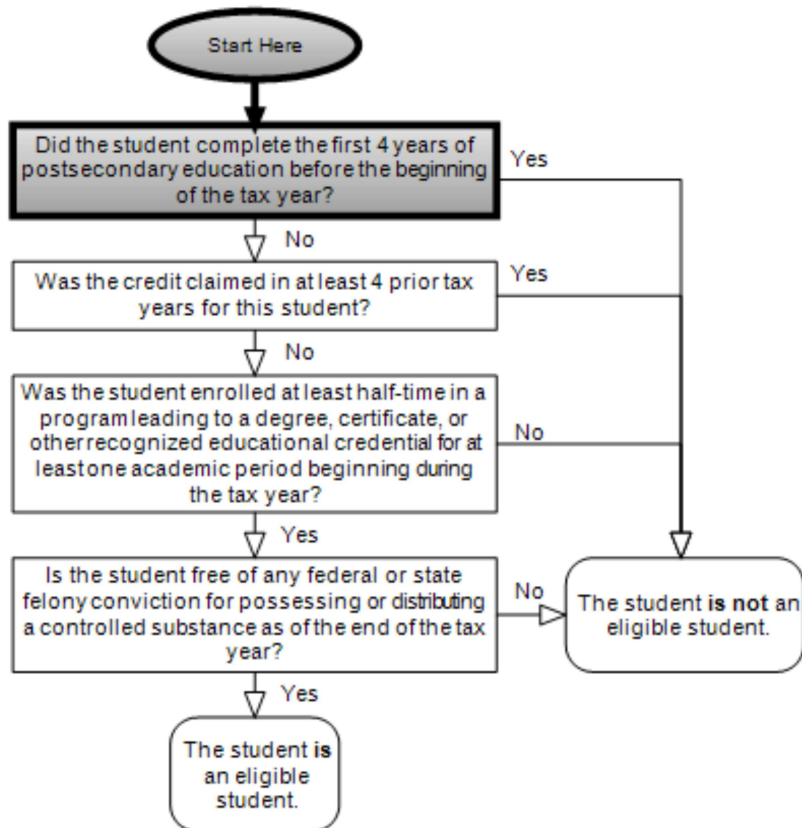 Start Here
Did the student complete the first 4 years of
postsecondary education before the beginning
of the tax year?
Yes
No
Was the credit claimed in at least 4 prior tax
years for this student?
Yes
No
Was the student enrolled at least half-time in a
program leading to a degree, certificate, or
other recognized educational credential for at
least one academic period beginning during
the tax year?
No
Yes
Is the student free of any federal or state
felony conviction for possessing or distributing
a controlled substance as of the end of the tax
year?
No
The student is not an
eligible student.
Yes
The student is
an eligible
student.